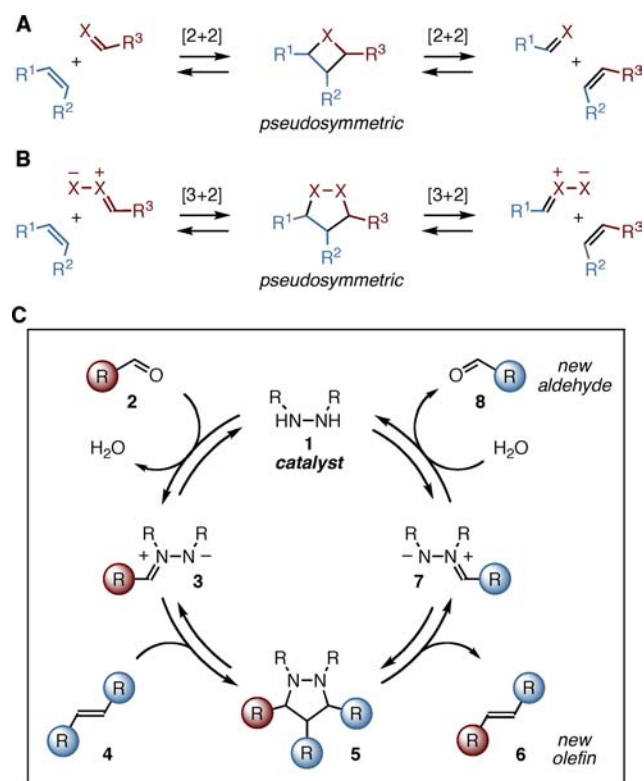 A
X
R³
R¹
+
R²
[2+2]
X
R¹
R³
R²
pseudosymmetric
[2+2]
X
R¹
+
R³
R²
B
– +
X–X
R³
R¹
+
R²
[3+2]
X–X
R¹
R³
R²
pseudosymmetric
[3+2]
+ –
X–X
R¹
+
R³
R²
C
R
O
2
R R
HN–NH
1
catalyst
O
R
8
new
aldehyde
H₂O
H₂O
R R
+ –
N–N
R
3
R R
– +
N–N
R
7
R
R
4
R R
N–N
R R
R
5
R
R
6
new
olefin